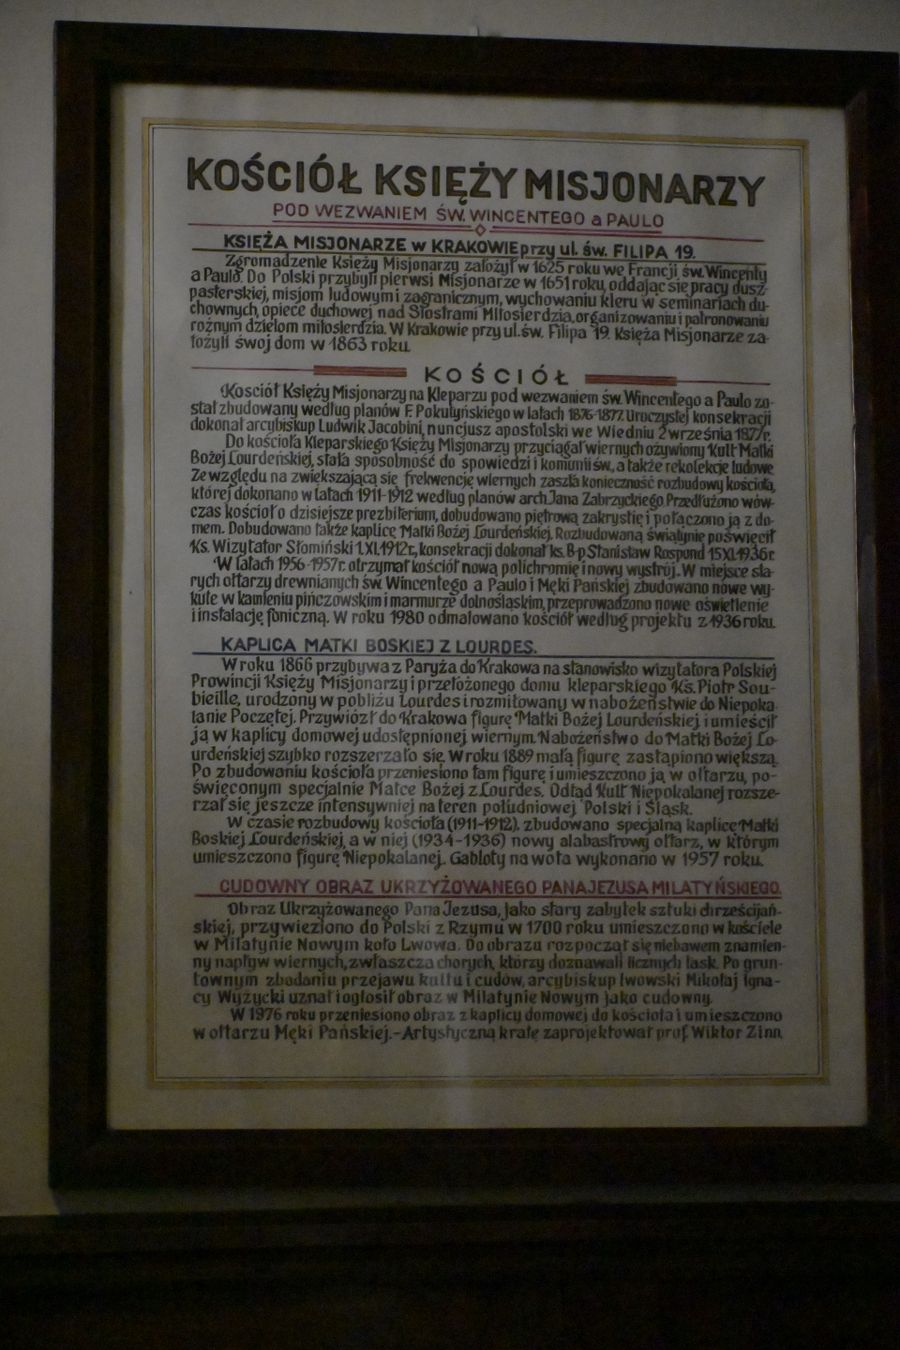 KOŚCIÓŁ KSIĘŻY MISJONARZY
POD WEZWANIEM ŚW. WINCENTEGO a PAULO
KSIĘŻA MISJONARZE w KRAKOWIE przy ul. św. FILIPA 19.
Zgromadzenie Księży Misjonarzy założył w 1625 roku we Francji św. Wincenty
a Paulo. Do Polski przybyli pierwsi Misjonarze w 1651 roku, oddając się pracy dusz-
pasterskiej, misjom ludowym i zagranicznym, wychowaniu kleru w seminariach du-
chownych, opiece duchowej nad Siostrami Miłosierdzia, organizowaniu i patronowaniu
różnym dziełom miłosierdzia. W Krakowie przy ul. św. Filipa 19. Księża Misjonarze za-
łożyli swój dom w 1863 roku.
KOŚCIÓŁ
Kościół Księży Misjonarzy na Kleparzu pod wezwaniem św. Wincentego a Paulo zo-
stał zbudowany według planów F. Pokutyńskiego w latach 1876-1877. Uroczystej konsekracji
dokonał arcybiskup Ludwik Jacobini, nuncjusz apostolski we Wiedniu 2 września 1877r.
Do kościoła Kleparskiego Księży Misjonarzy przyciągał wiernych ożywiony Kult Matki
Bożej Lourdeńskiej, stała sposobność do spowiedzi i komunii św., a także rekolekcje ludowe.
Ze względu na zwiększającą się frekwencję wiernych zaszła konieczność rozbudowy kościoła,
której dokonano w latach 1911-1912 według planów arch. Jana Zabrzyckiego. Przedłużono wów-
czas kościół o dzisiejsze prezbiterium, dobudowano piętrową zakrystię i połączono ją z do-
mem. Dobudowano także kaplicę Matki Bożej Lourdeńskiej. Rozbudowaną świątynię poświęcił
Ks. Wizytator Słomiński 1.XI.1912r., konsekracji dokonał ks. B-p Stanisław Rospond 15.XI.1936r.
W latach 1956-1957r. otrzymał kościół nową polichromię i nowy wystrój. W miejsce sta-
rych ołtarzy drewnianych św. Wincentego a Paulo i Męki Pańskiej zbudowano nowe wy-
kute w kamieniu pińczowskim i marmurze dolnośląskim, przeprowadzono nowe oświetlenie
i instalację foniczną. W roku 1980 odmalowano kościół według projektu z 1936 roku.
KAPLICA MATKI BOSKIEJ Z LOURDES.
W roku 1866 przybywa z Paryża do Krakowa na stanowisko wizytatora Polskiej
Prowincji Księży Misjonarzy i przełożonego domu kleparskiego Ks. Piotr Sou-
bieille, urodzony w pobliżu Lourdes i rozmiłowany w nabożeństwie do Niepoka-
lanie Poczętej. Przywiózł do Krakowa figurę Matki Bożej Lourdeńskiej i umieścił
ją w kaplicy domowej udostępnionej wiernym. Nabożeństwo do Matki Bożej Lo-
urdeńskiej szybko rozszerzało się. W roku 1889 małą figurę zastąpiono większą.
Po zbudowaniu kościoła przeniesiono tam figurę i umieszczono ją w ołtarzu, po-
święconym specjalnie Matce Bożej z Lourdes. Odtąd Kult Niepokalanej rozsze-
rzał się jeszcze intensywniej na teren południowej Polski i Śląsk.
W czasie rozbudowy kościoła (1911-1912). zbudowano specjalną kaplicę Matki
Boskiej Lourdeńskiej, a w niej (1934-1936) nowy alabastrowy ołtarz, w którym
umieszczono figurę Niepokalanej. Gabloty na wota wykonano w 1957 roku.
CUDOWNY OBRAZ UKRZYŻOWANEGO PANA JEZUSA MILATYŃSKIEGO.
Obraz Ukrzyżowanego Pana Jezusa, jako stary zabytek sztuki chrześcijań-
skiej, przywieziono do Polski z Rzymu w 1700 roku umieszczono w kościele
w Milatynie Nowym koło Lwowa. Do obrazu rozpoczął się niebawem znamien-
ny napływ wiernych, zwłaszcza chorych, którzy doznawali licznych łask. Po grun-
townym zbadaniu przejawu kultu i cudów, arcybiskup lwowski Mikołaj Igna-
cy Wyżycki uznał i ogłosił obraz w Milatynie Nowym jako cudowny.
W 1976 roku przeniesiono obraz z kaplicy domowej do kościoła i umieszczono
w ołtarzu Męki Pańskiej.-Artystyczną kratę zaprojektował prof. Wiktor Zinn.